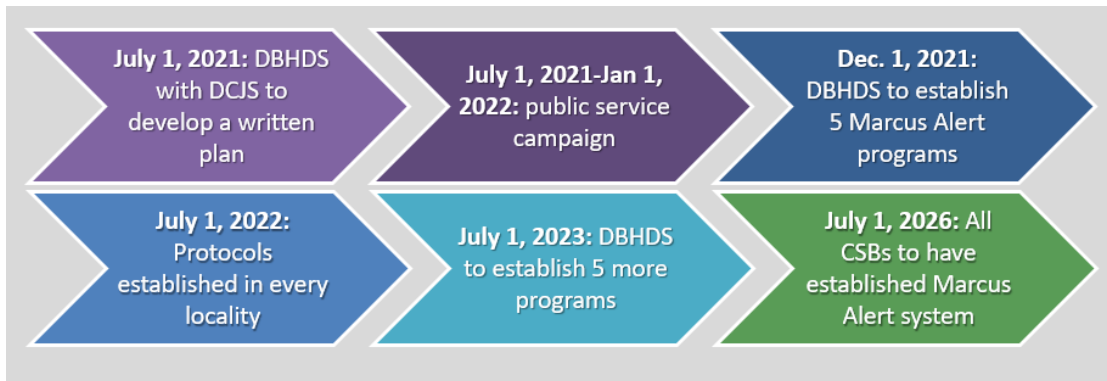 July 1, 2021: DBHDS
with DCJS to
develop a written
plan
July 1, 2021-Jan 1,
2022: public service
campaign
Dec. 1, 2021:
DBHDS to establish
5 Marcus Alert
programs
July 1, 2022:
Protocols
established in every
locality
July 1, 2023: DBHDS
to establish 5 more
programs
July 1, 2026: All
CSBs to have
established Marcus
Alert system